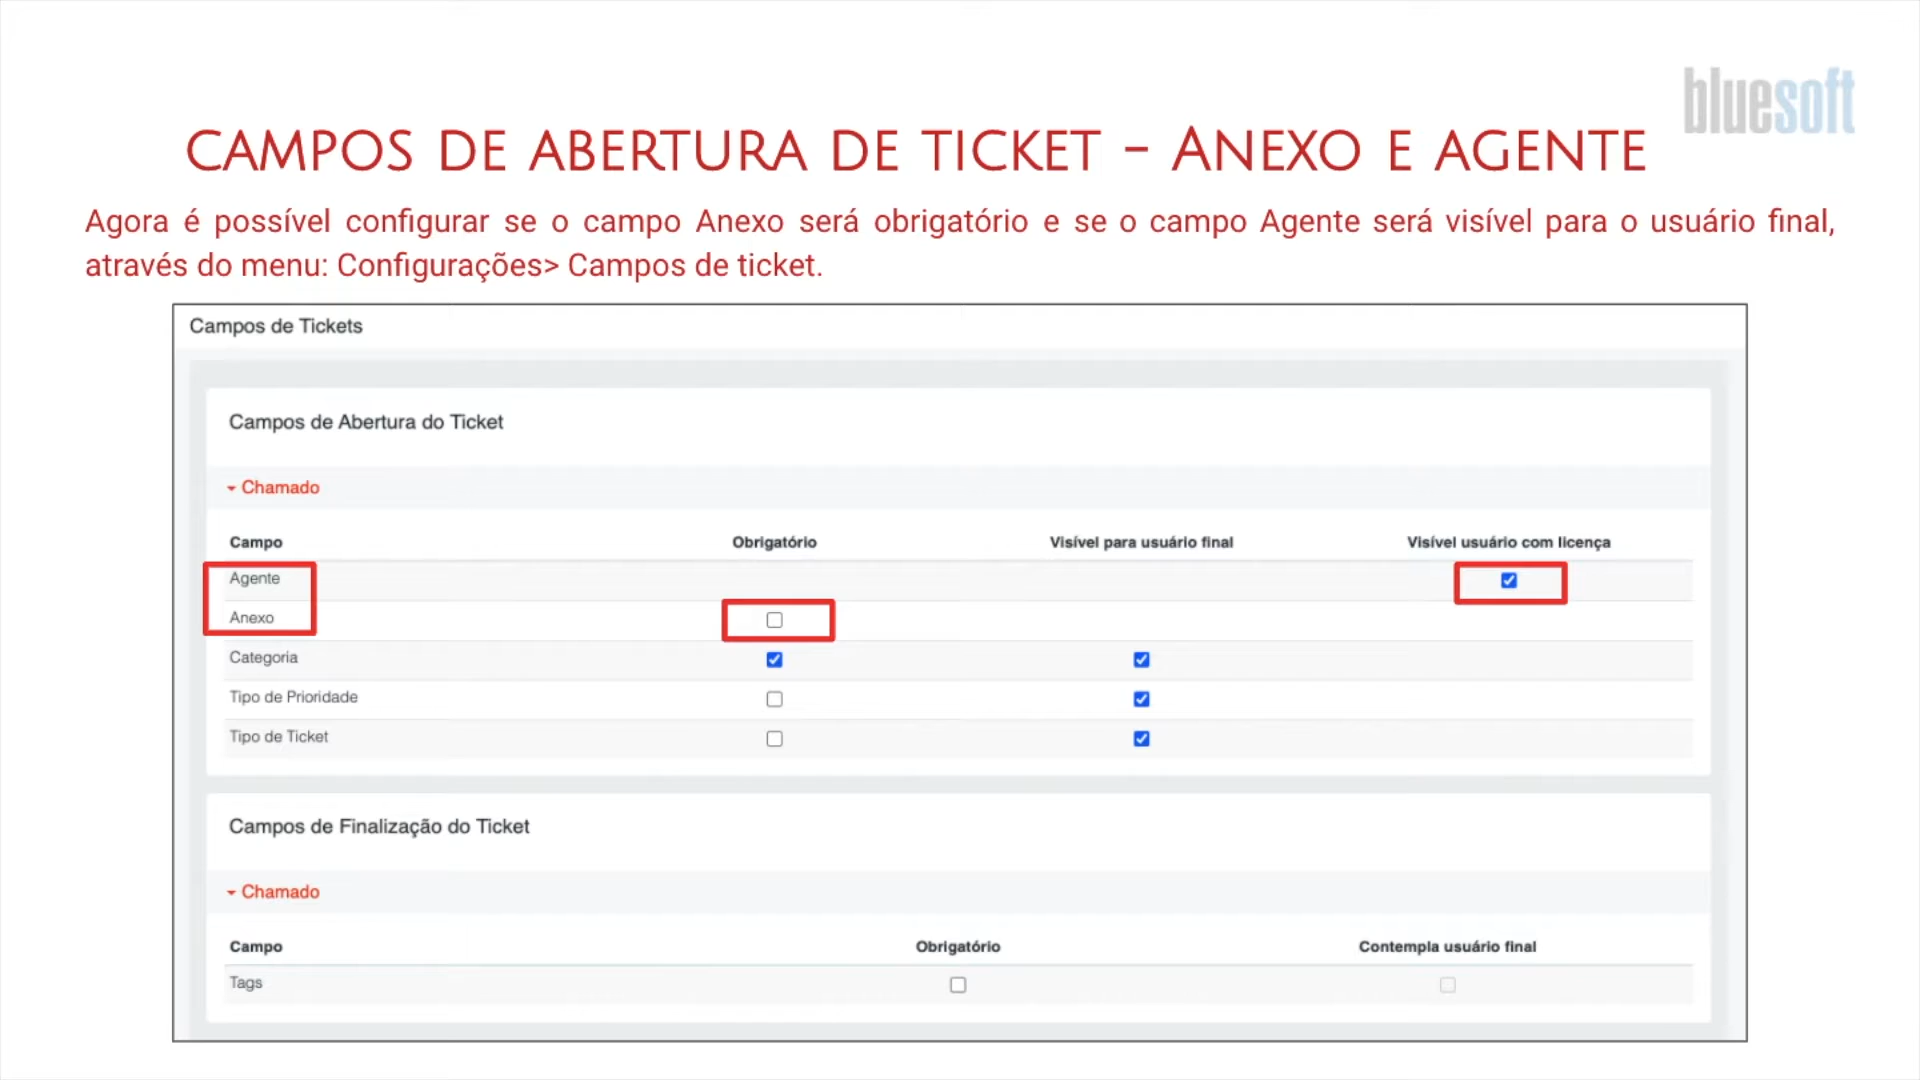 bluesoft
CAMPOS DE ABERTURA DE TICKET - ANEXO E AGENTE
Agora é possível configurar se o campo Anexo será obrigatório e se o campo Agente será visível para o usuário final,
através do menu: Configurações> Campos de ticket.
Campos de Tickets
Campos de Abertura do Ticket
Chamado
Campo Obrigatório Visível para usuário final Visível usuário com licença
Agente
Anexo
Categoria
Tipo de Prioridade
Tipo de Ticket
Campos de Finalização do Ticket
Chamado
Campo Obrigatório Contempla usuário final
Tags